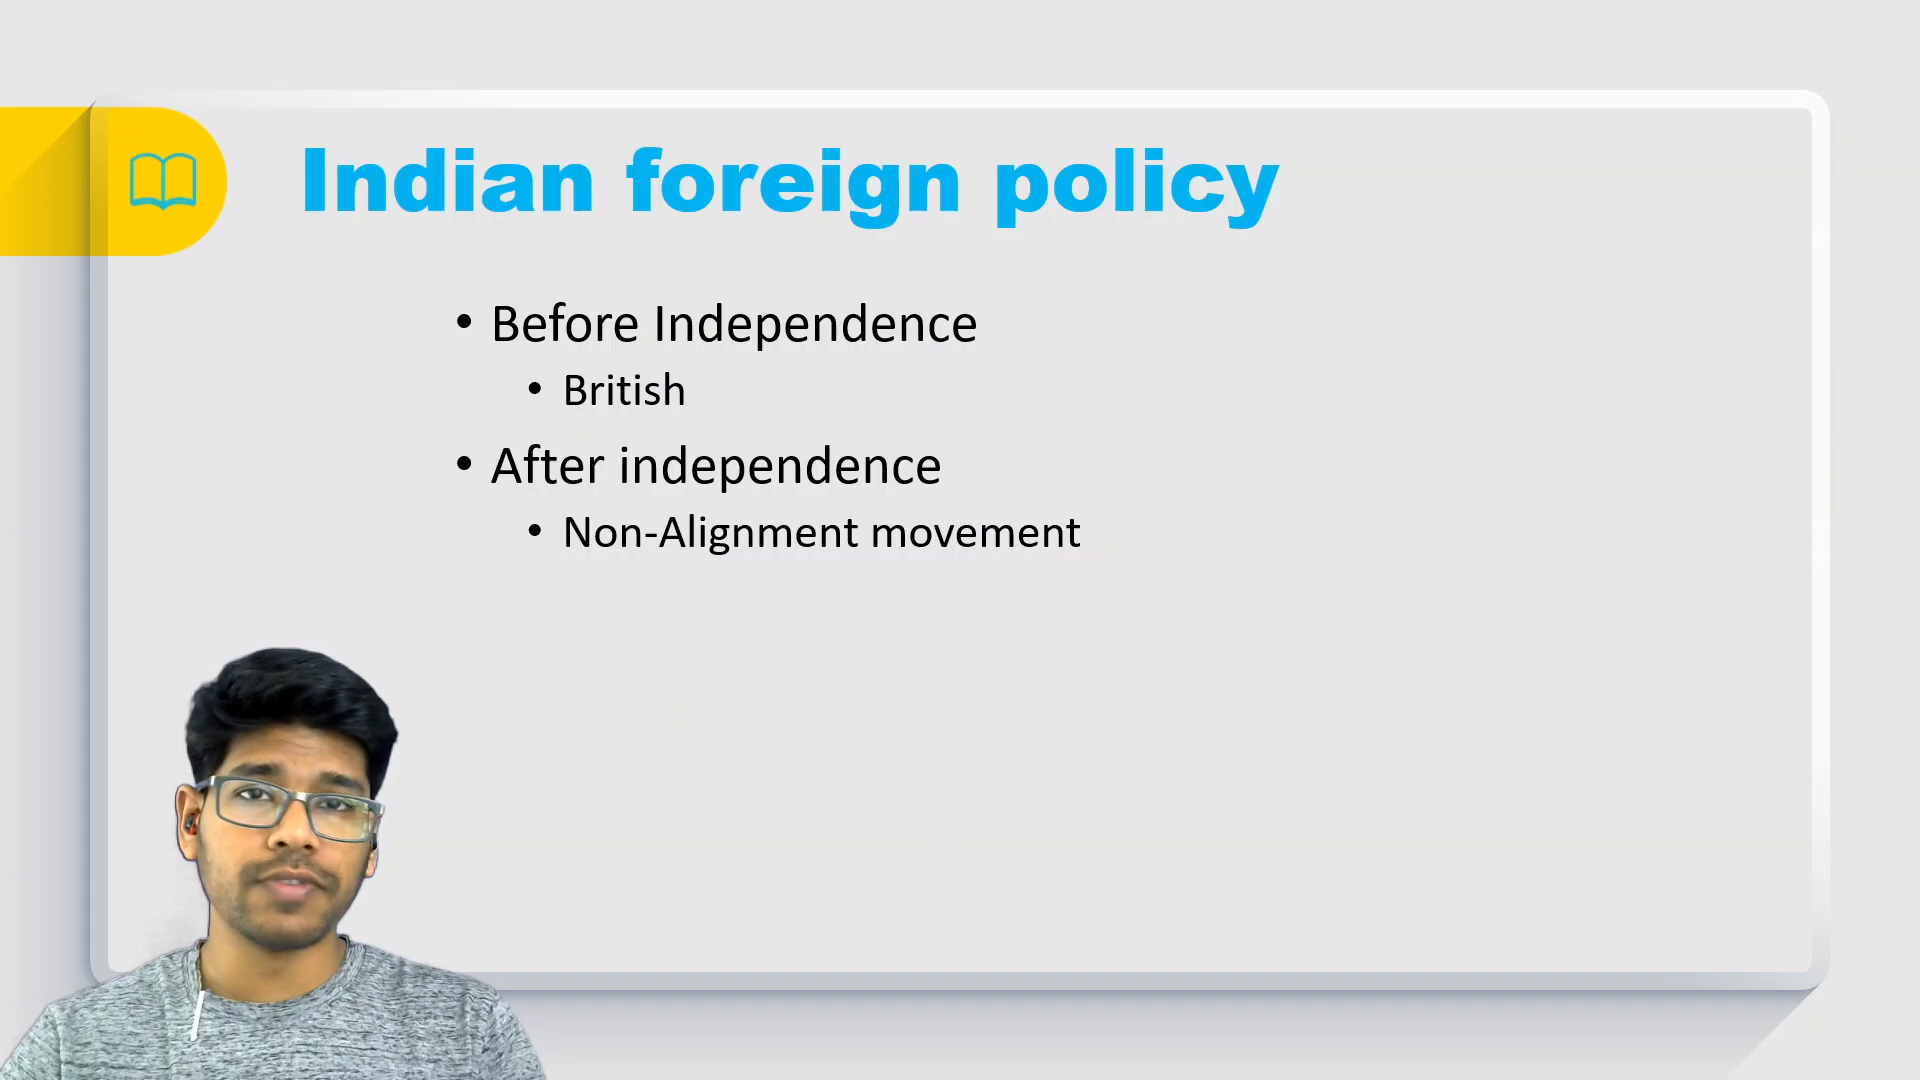 Indian foreign policy
• Before Independence
• British
• After independence
• Non-Alignment movement